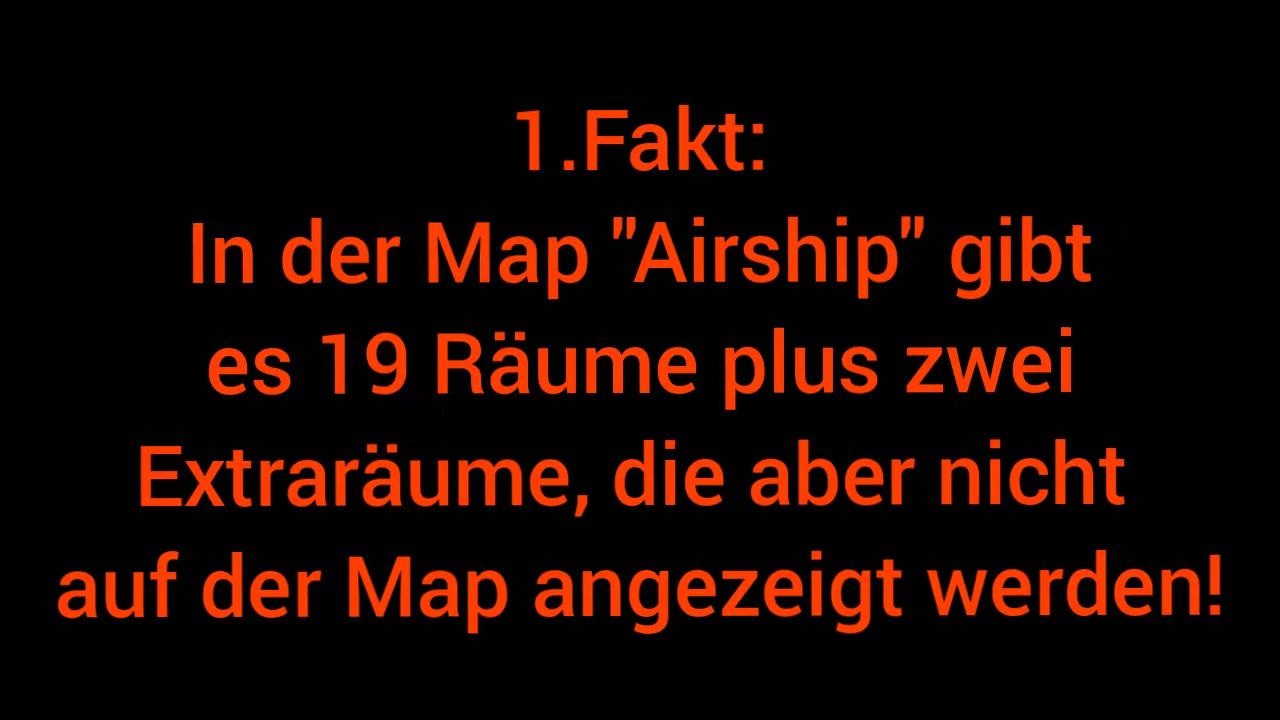 1.Fakt:
In der Map "Airship" gibt
es 19 Räume plus zwei
Extraräume, die aber nicht
auf der Map angezeigt werden!